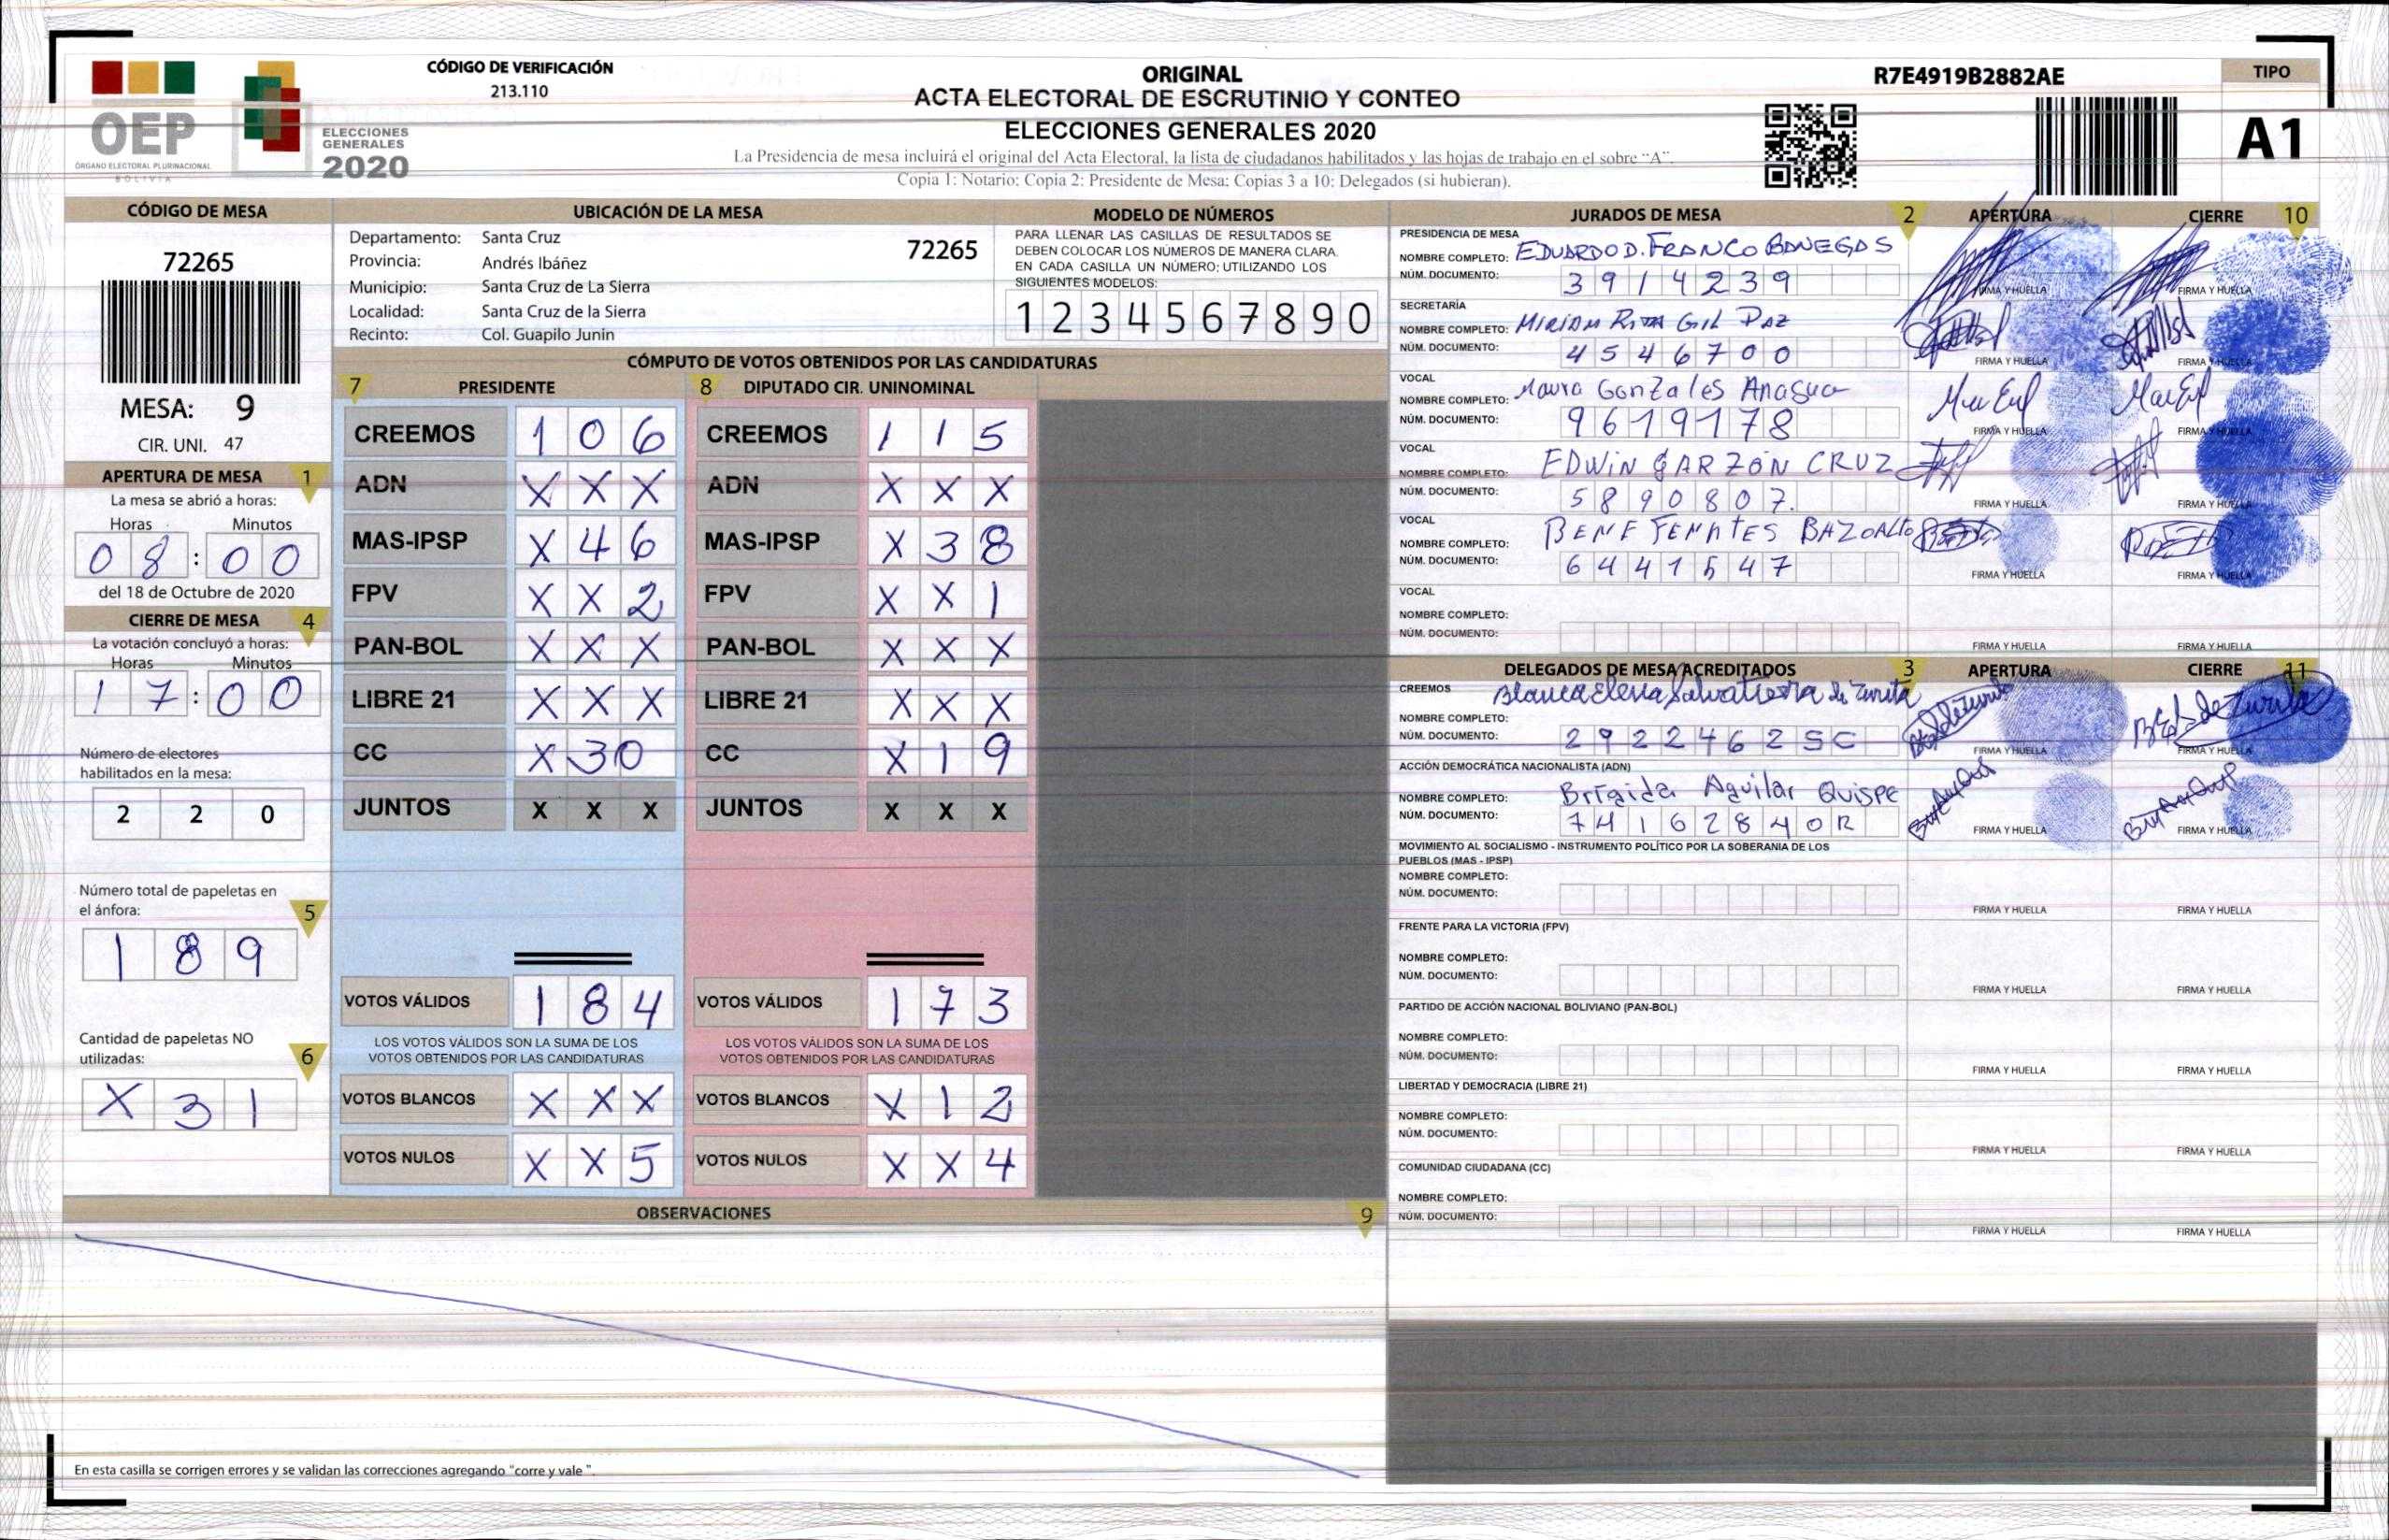 OEP
ÓRGANO ELECTORAL PLURINACIONAL
BOLIVIA
ELECCIONES
GENERALES
2020
CÓDIGO DE VERIFICACIÓN
213.110
ORIGINAL
ACTA ELECTORAL DE ESCRUTINIO Y CONTEO
ELECCIONES GENERALES 2020
La Presidencia de mesa incluirá el original del Acta Electoral, la lista de ciudadanos habilitados y las hojas de trabajo en el sobre "A".
Copia 1: Notario; Copia 2: Presidente de Mesa; Copias 3 a 10: Delegados (si hubieran).
R7E4919B2882AE
TIPO
A1
CÓDIGO DE MESA
72265
MESA: 9
CIR. UNI. 47
APERTURA DE MESA 1
La mesa se abrió a horas:
Horas Minutos
08:00
del 18 de Octubre de 2020
CIERRE DE MESA 4
La votación concluyó a horas:
Horas Minutos
17:00
Número de electores
habilitados en la mesa:
2 2 0
Número total de papeletas en
el ánfora: 5
1 8 9
Cantidad de papeletas NO
utilizadas: 6
X 3 1
UBICACIÓN DE LA MESA
Departamento: Santa Cruz
72265
Provincia: Andrés Ibáñez
Municipio: Santa Cruz de La Sierra
Localidad: Santa Cruz de la Sierra
Recinto: Col. Guapilo Junin
MODELO DE NÚMEROS
PARA LLENAR LAS CASILLAS DE RESULTADOS SE
DEBEN COLOCAR LOS NÚMEROS DE MANERA CLARA.
EN CADA CASILLA UN NÚMERO; UTILIZANDO LOS
SIGUIENTES MODELOS:
1 2 3 4 5 6 7 8 9 0
CÓMPUTO DE VOTOS OBTENIDOS POR LAS CANDIDATURAS
7 PRESIDENTE 8 DIPUTADO CIR. UNINOMINAL
CREEMOS 1 0 6 CREEMOS 1 1 5
ADN X X X ADN X X X
MAS-IPSP X 4 6 MAS-IPSP X 3 8
FPV X X 2 FPV X X 1
PAN-BOL X X X PAN-BOL X X X
LIBRE 21 X X X LIBRE 21 X X X
CC X 3 0 CC X 1 9
JUNTOS X X X JUNTOS X X X
VOTOS VÁLIDOS 1 8 4 VOTOS VÁLIDOS 1 7 3
LOS VOTOS VÁLIDOS SON LA SUMA DE LOS LOS VOTOS VÁLIDOS SON LA SUMA DE LOS
VOTOS OBTENIDOS POR LAS CANDIDATURAS VOTOS OBTENIDOS POR LAS CANDIDATURAS
VOTOS BLANCOS X X X VOTOS BLANCOS X 1 2
VOTOS NULOS X X 5 VOTOS NULOS X X 4
OBSERVACIONES 9
En esta casilla se corrigen errores y se validan las correcciones agregando "corre y vale".
JURADOS DE MESA 2 APERTURA CIERRE 10
PRESIDENCIA DE MESA
NOMBRE COMPLETO: EDUARDO D. FRANCO BANEGAS
NÚM. DOCUMENTO: 3914239
FIRMA Y HUELLA FIRMA Y HUELLA
SECRETARÍA
NOMBRE COMPLETO: MIRIAM RITA GIL PAZ
NÚM. DOCUMENTO: 4546700
FIRMA Y HUELLA FIRMA Y HUELLA
VOCAL
NOMBRE COMPLETO: Maura Gonzales Anagua
NÚM. DOCUMENTO: 9619178
FIRMA Y HUELLA FIRMA Y HUELLA
VOCAL
NOMBRE COMPLETO: EDWIN GARZÓN CRUZ
NÚM. DOCUMENTO: 5890807.
FIRMA Y HUELLA FIRMA Y HUELLA
VOCAL
NOMBRE COMPLETO: BAZOALTO
NÚM. DOCUMENTO: 6441547
FIRMA Y HUELLA FIRMA Y HUELLA
VOCAL
NOMBRE COMPLETO:
NÚM. DOCUMENTO:
FIRMA Y HUELLA FIRMA Y HUELLA
DELEGADOS DE MESA ACREDITADOS 3 APERTURA CIERRE 11
CREEMOS
NOMBRE COMPLETO: Blanca Elena Salvatierra de Zurita
NÚM. DOCUMENTO: 2922462SC
FIRMA Y HUELLA FIRMA Y HUELLA
ACCIÓN DEMOCRÁTICA NACIONALISTA (ADN)
NOMBRE COMPLETO: Brigida Aguilar Quispe
NÚM. DOCUMENTO: 7416284OR
FIRMA Y HUELLA FIRMA Y HUELLA
MOVIMIENTO AL SOCIALISMO - INSTRUMENTO POLÍTICO POR LA SOBERANIA DE LOS
PUEBLOS (MAS - IPSP)
NOMBRE COMPLETO:
NÚM. DOCUMENTO:
FIRMA Y HUELLA FIRMA Y HUELLA
FRENTE PARA LA VICTORIA (FPV)
NOMBRE COMPLETO:
NÚM. DOCUMENTO:
FIRMA Y HUELLA FIRMA Y HUELLA
PARTIDO DE ACCIÓN NACIONAL BOLIVIANO (PAN-BOL)
NOMBRE COMPLETO:
NÚM. DOCUMENTO:
FIRMA Y HUELLA FIRMA Y HUELLA
LIBERTAD Y DEMOCRACIA (LIBRE 21)
NOMBRE COMPLETO:
NÚM. DOCUMENTO:
FIRMA Y HUELLA FIRMA Y HUELLA
COMUNIDAD CIUDADANA (CC)
NOMBRE COMPLETO:
NÚM. DOCUMENTO:
FIRMA Y HUELLA FIRMA Y HUELLA